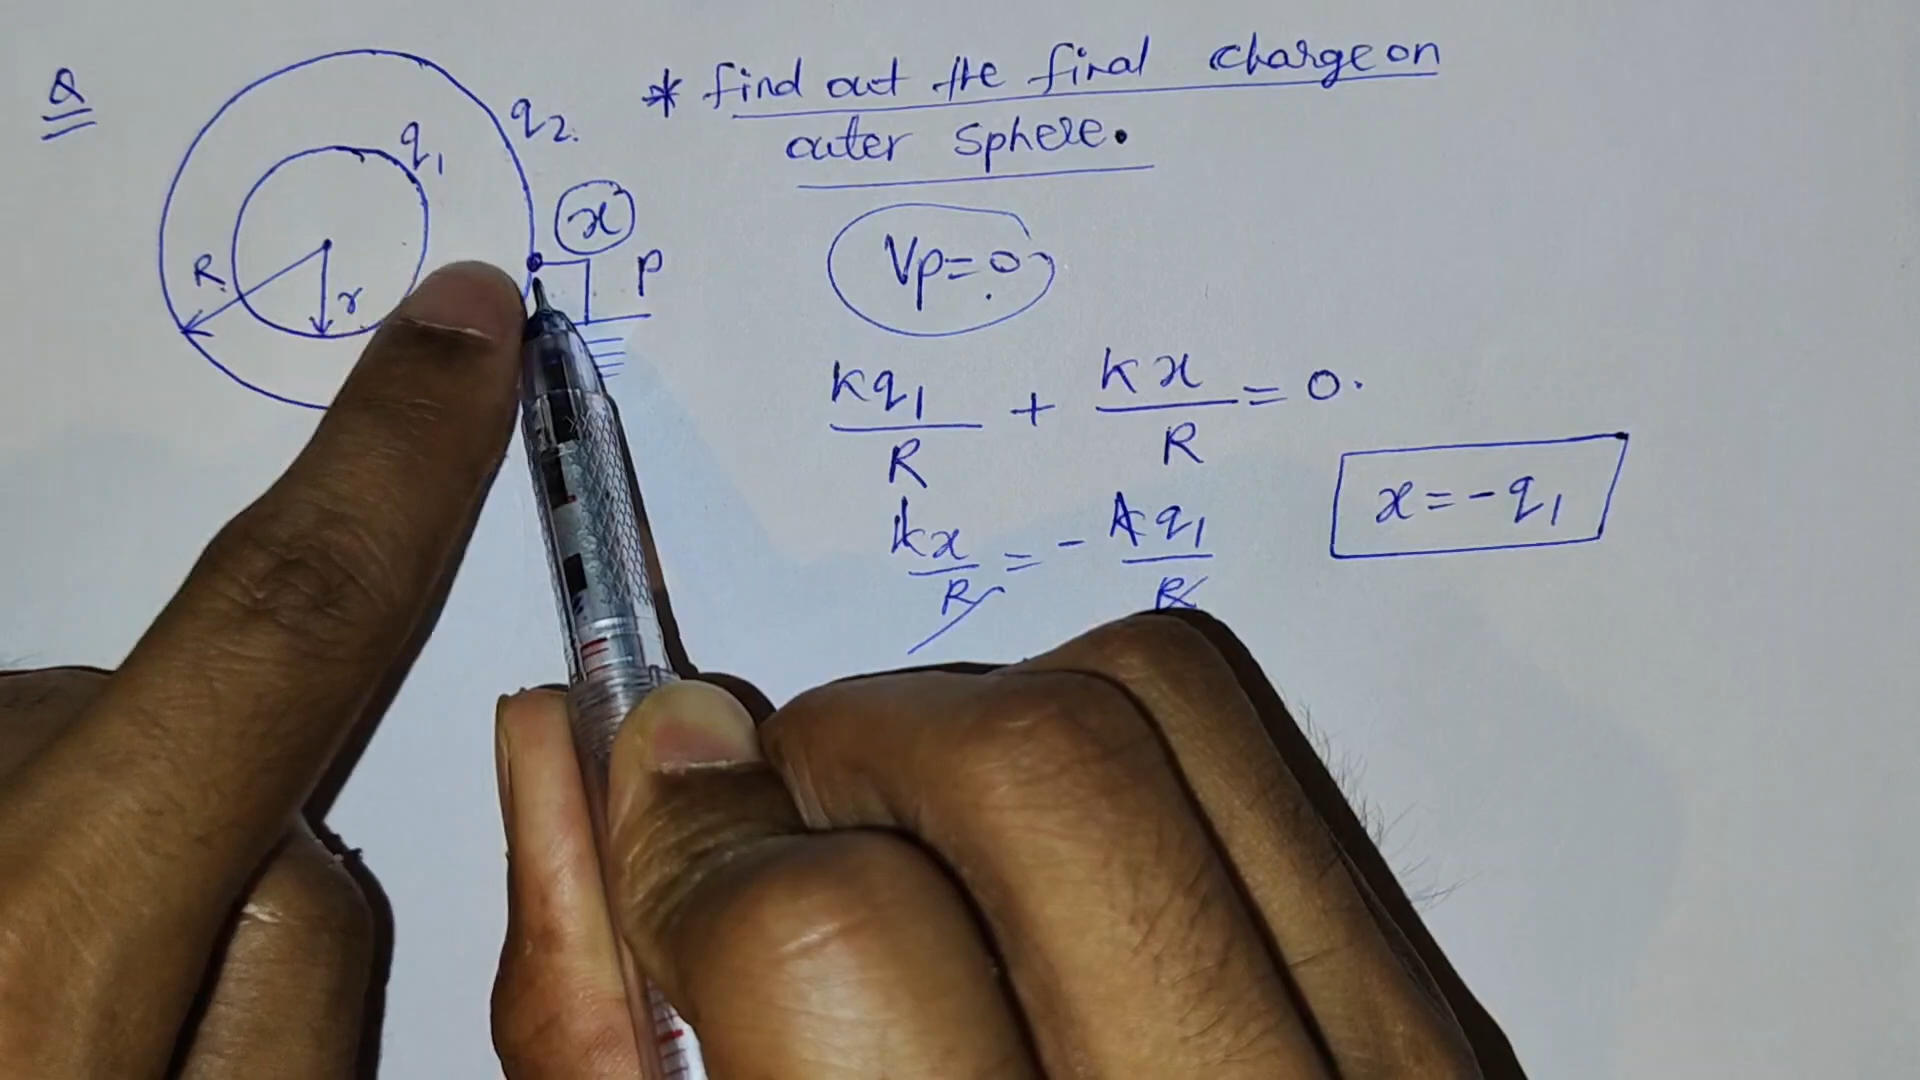 Q
q1
q2.
R
r
x
P
* find out the final charge on
outer sphere.
Vp=0
Kq1/R + Kx/R = 0.
Kx/R = - Kq1/R
x = - q1